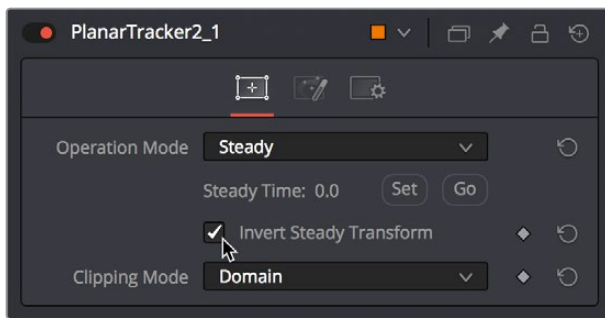 PlanarTracker2_1
Operation Mode Steady
Steady Time: 0.0 Set Go
Invert Steady Transform
Clipping Mode Domain